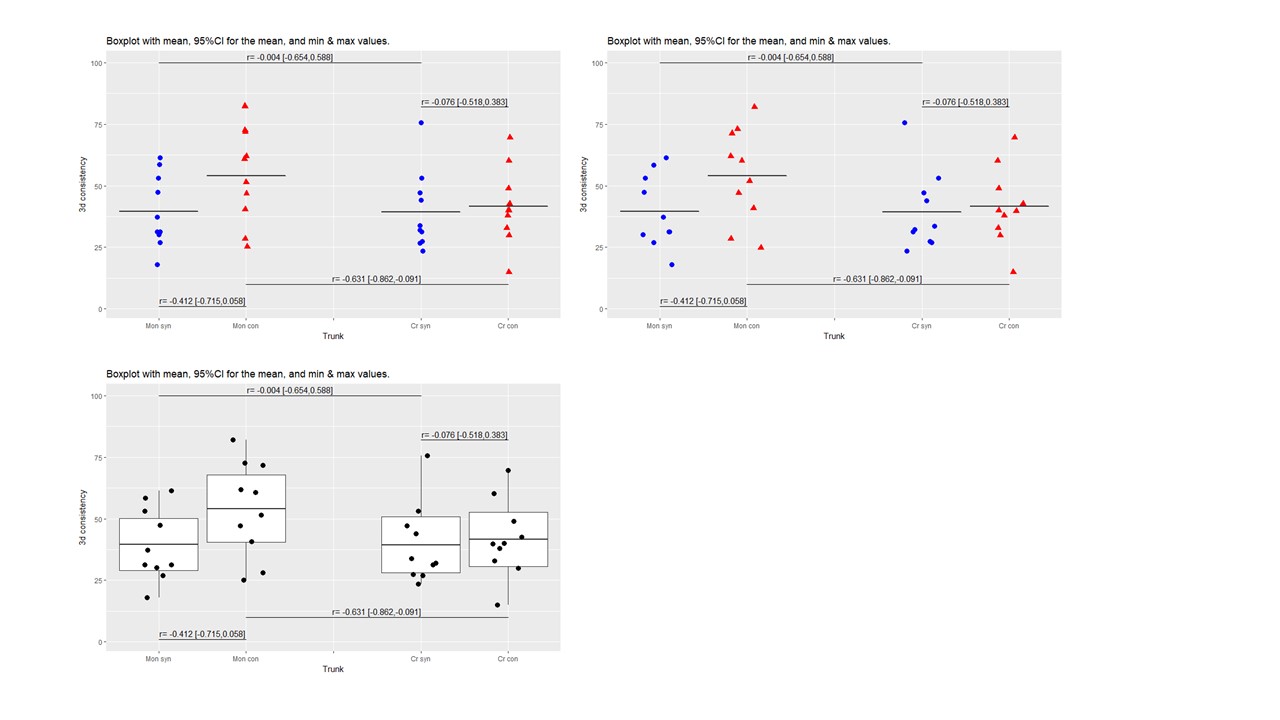 Boxplot with mean, 95%CI for the mean, and min & max values.
r= -0.004 [-0.654,0.588]
r= -0.076 [-0.518,0.383]
r= -0.631 [-0.862,-0.091]
r= -0.412 [-0.715,0.058]
100
75
50
25
0
3d consistency
Mon syn Mon con Cr syn Cr con
Trunk
Boxplot with mean, 95%CI for the mean, and min & max values.
r= -0.004 [-0.654,0.588]
r= -0.076 [-0.518,0.383]
r= -0.631 [-0.862,-0.091]
r= -0.412 [-0.715,0.058]
100
75
50
25
0
3d consistency
Mon syn Mon con Cr syn Cr con
Trunk
Boxplot with mean, 95%CI for the mean, and min & max values.
r= -0.004 [-0.654,0.588]
r= -0.076 [-0.518,0.383]
r= -0.631 [-0.862,-0.091]
r= -0.412 [-0.715,0.058]
100
75
50
25
0
3d consistency
Mon syn Mon con Cr syn Cr con
Trunk